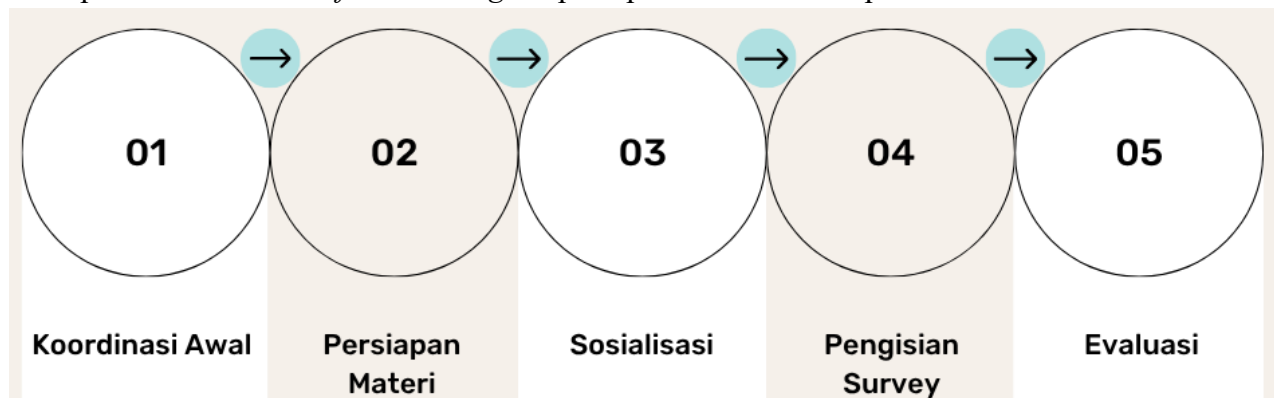 01
02
03
04
05
Koordinasi Awal
Persiapan
Materi
Sosialisasi
Pengisian
Survey
Evaluasi